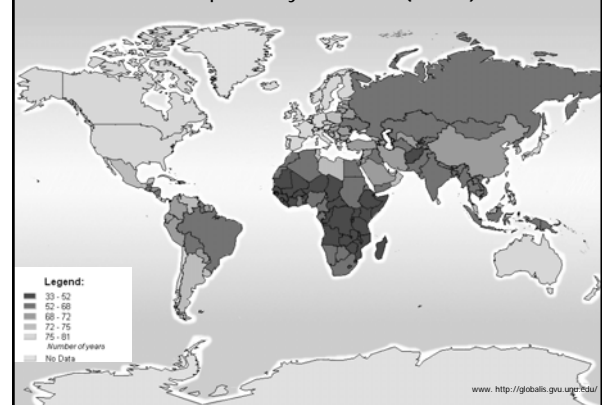 Legend:
33 - 52
52 - 68
68 - 72
72 - 75
75 - 81
Number of years
No Data
www. http://globalis.gvu.unu.edu/